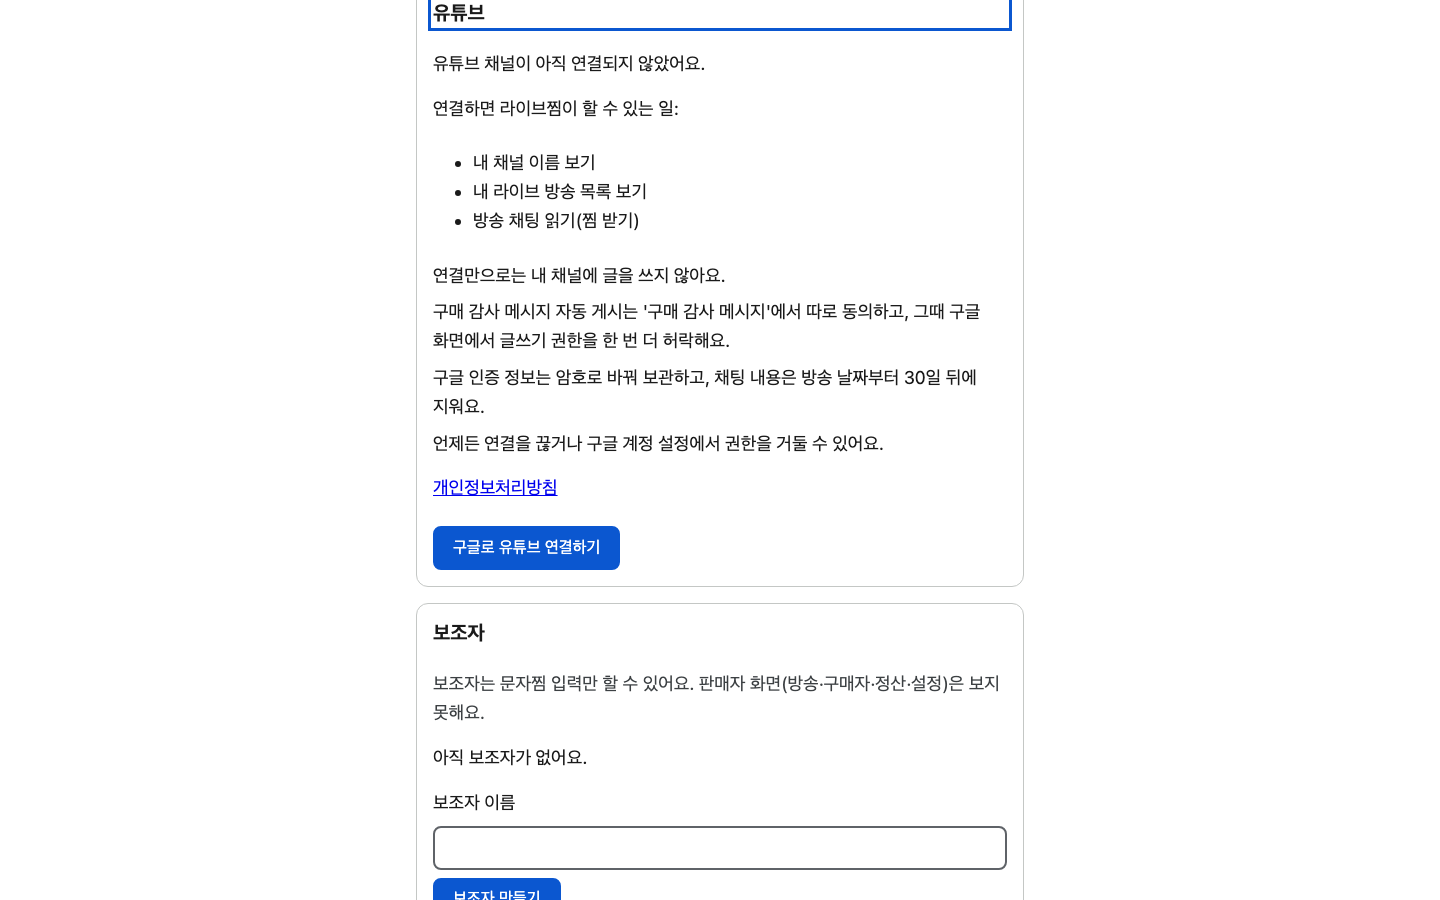 유튜브
유튜브 채널이 아직 연결되지 않았어요.
연결하면 라이브찜이 할 수 있는 일:
내 채널 이름 보기
내 라이브 방송 목록 보기
방송 채팅 읽기(찜 받기)
연결만으로는 내 채널에 글을 쓰지 않아요.
구매 감사 메시지 자동 게시는 '구매 감사 메시지'에서 따로 동의하고, 그때 구글
화면에서 글쓰기 권한을 한 번 더 허락해요.
구글 인증 정보는 암호로 바꿔 보관하고, 채팅 내용은 방송 날짜부터 30일 뒤에
지워요.
언제든 연결을 끊거나 구글 계정 설정에서 권한을 거둘 수 있어요.
개인정보처리방침
구글로 유튜브 연결하기
보조자
보조자는 문자찜 입력만 할 수 있어요. 판매자 화면(방송·구매자·정산·설정)은 보지
못해요.
아직 보조자가 없어요.
보조자 이름
보조자 만들기